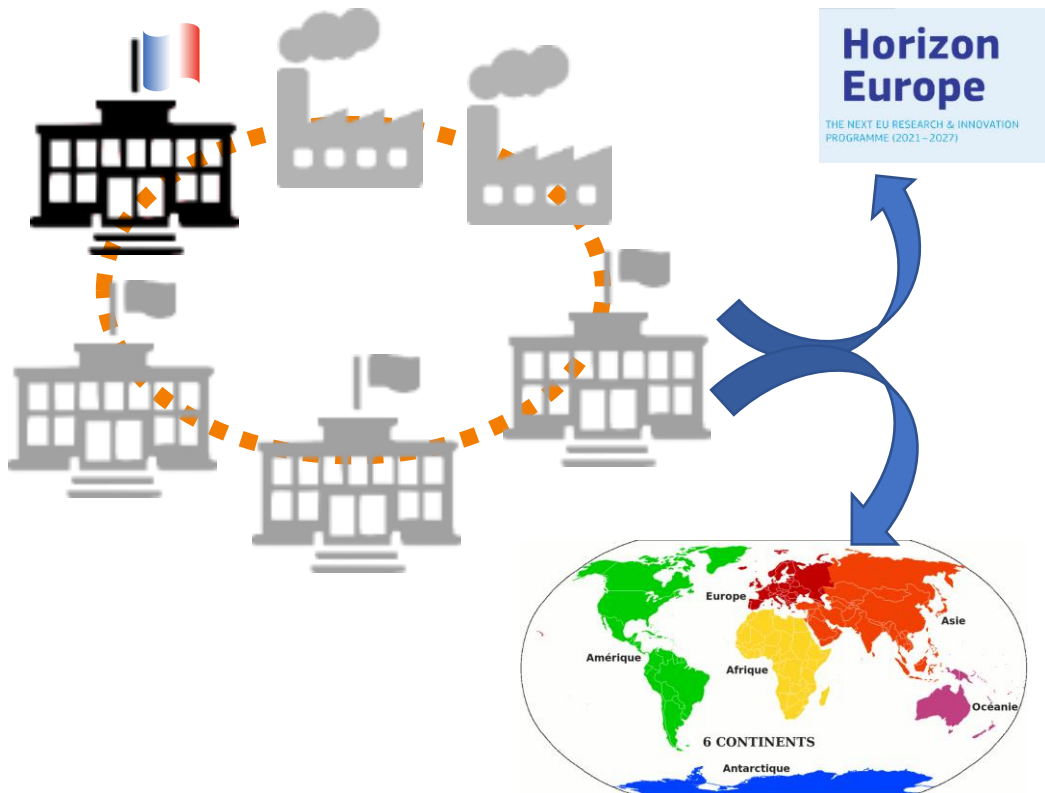 Horizon
Europe
THE NEXT EU RESEARCH & INNOVATION
PROGRAMME (2021–2027)
Europe
Asie
Amérique
Afrique
Océanie
6 CONTINENTS
Antarctique